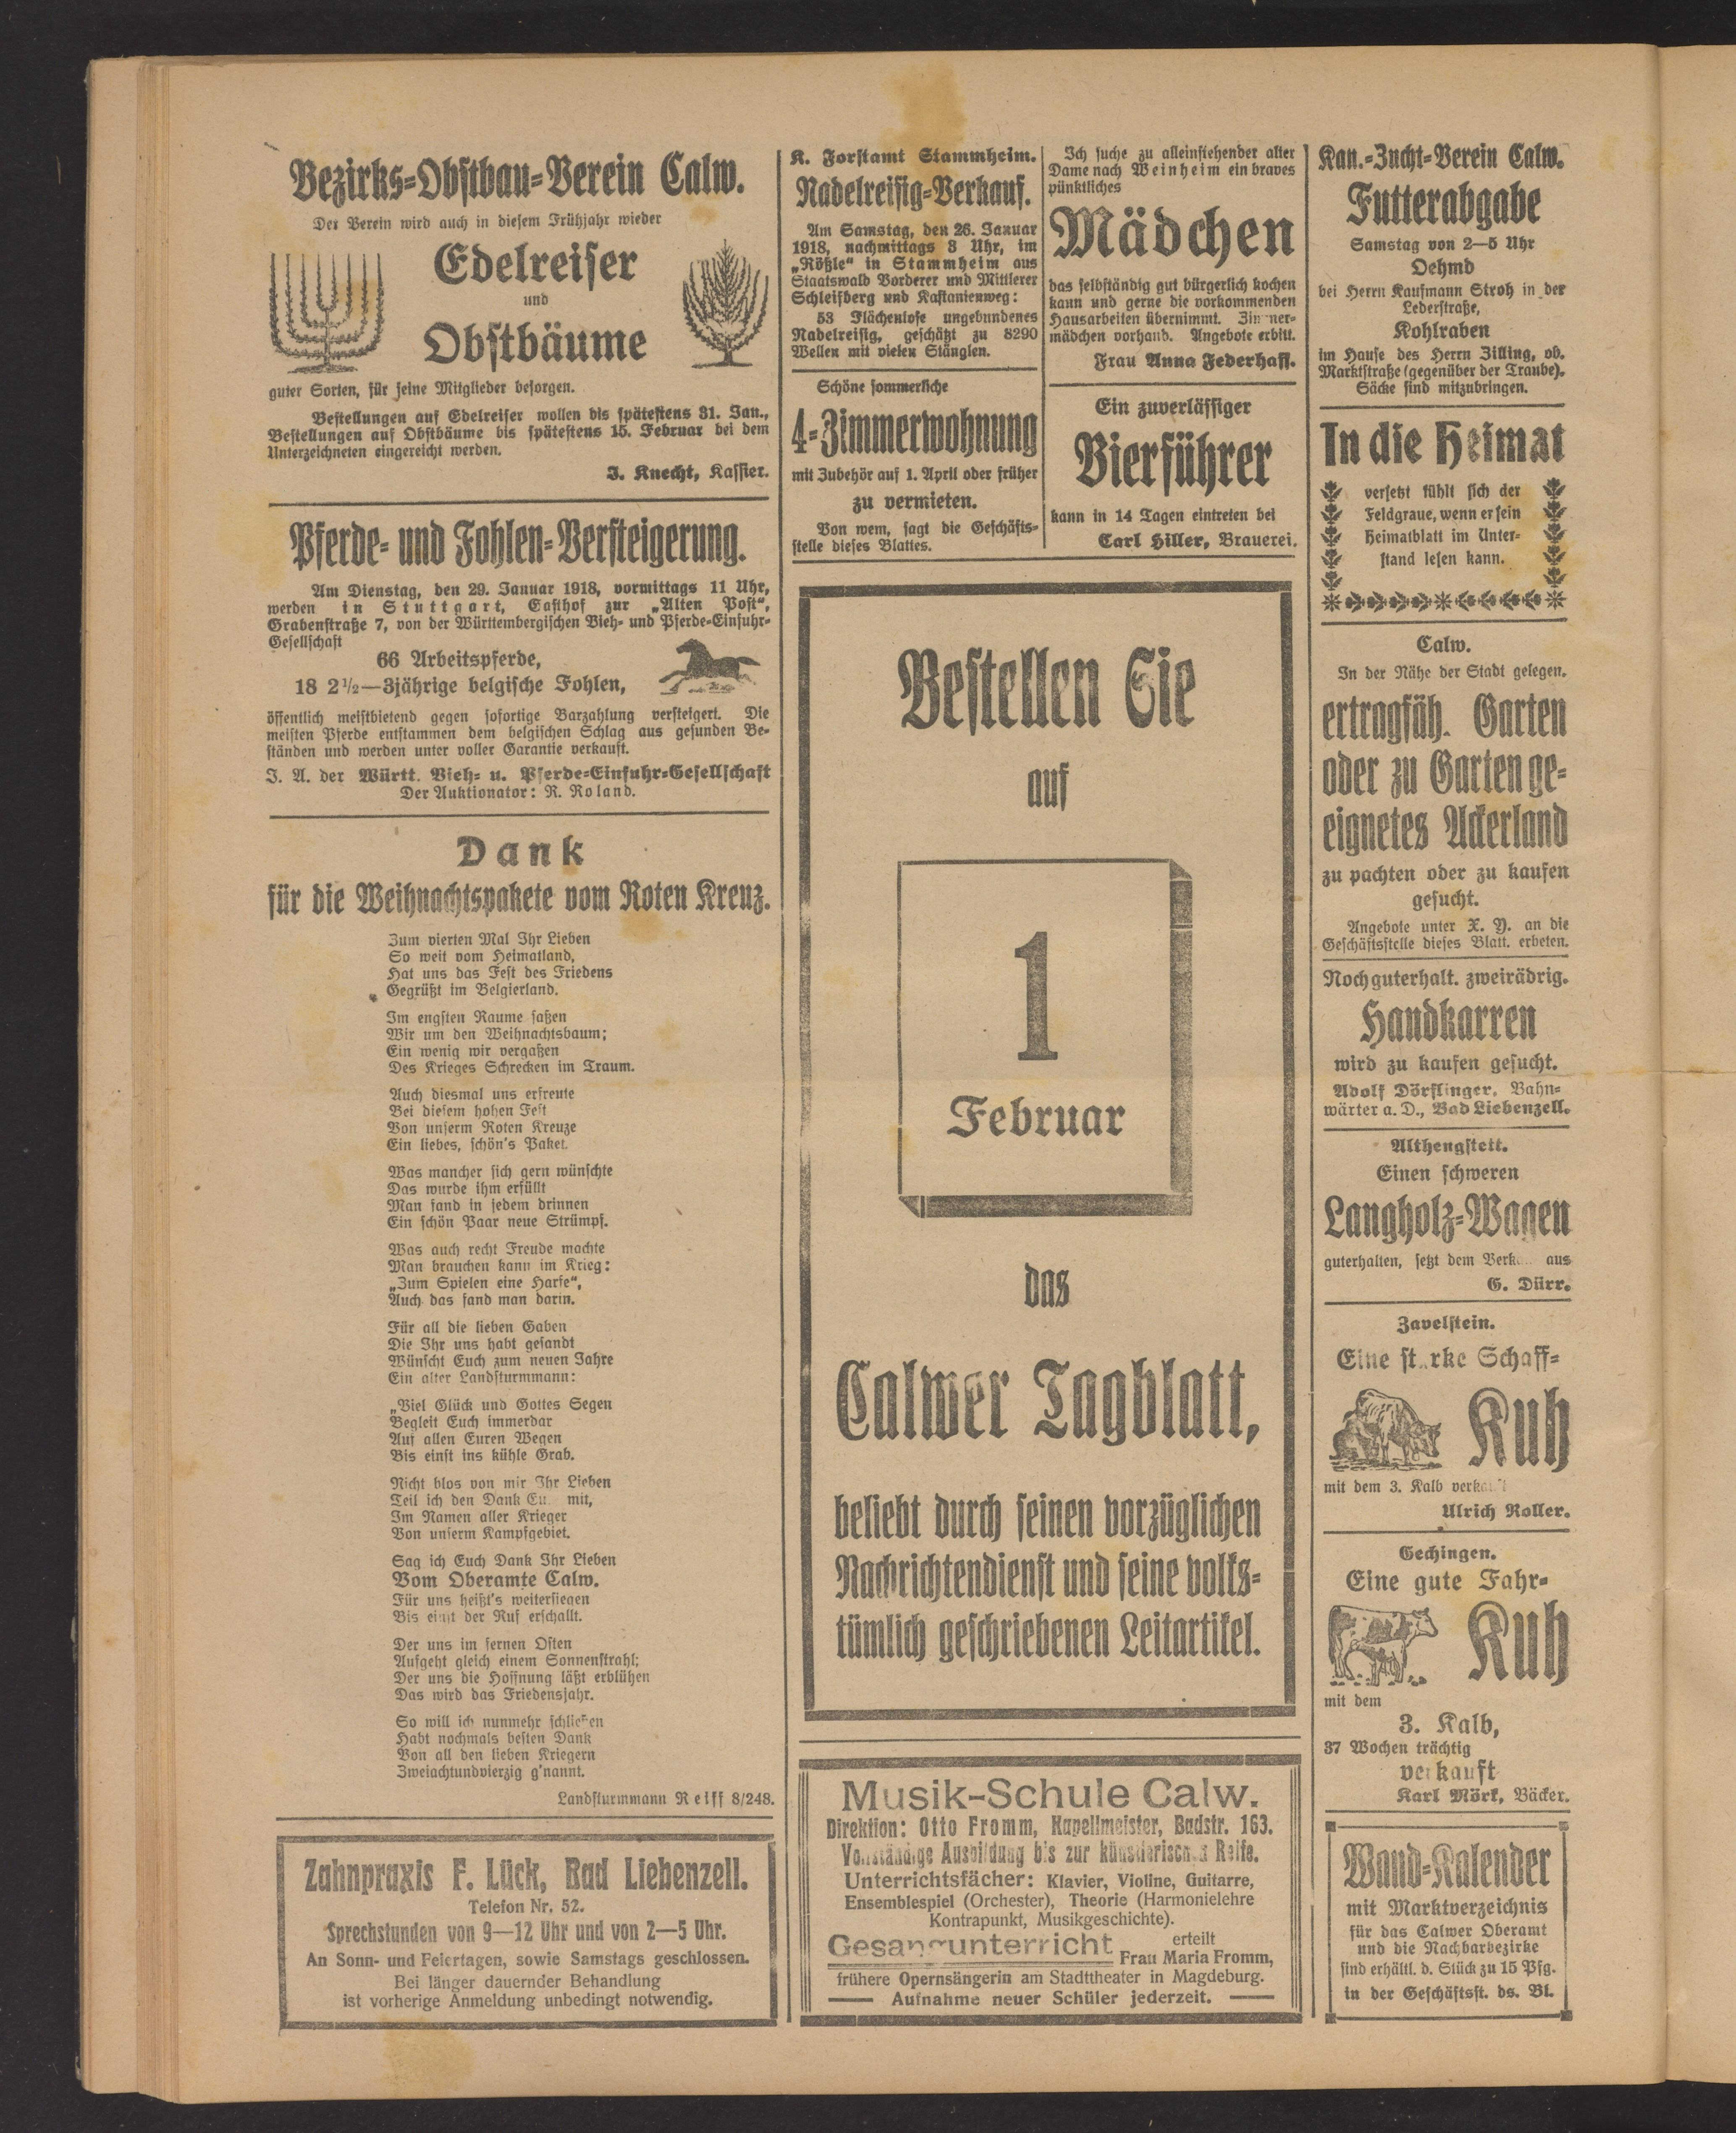 Bezirks-Obstbau-Verein Calw.
Der Verein wird auch in diesem Frühjahr wieder
Edelreiser
und
Obstbäume
guter Sorten, für seine Mitglieder besorgen.
Bestellungen auf Edelreiser wollen bis spätestens 31. Jan.,
Bestellungen auf Obstbäume bis spätestens 15. Februar bei dem
Unterzeichneten eingereicht werden.
J. Knecht, Kassier.
Pferde- und Fohlen-Versteigerung.
Am Dienstag, den 29. Januar 1918, vormittags 11 Uhr,
werden in Stuttgart, Gasthof zur „Alten Post“,
Grabenstraße 7, von der Württembergischen Vieh- und Pferde-Einfuhr-
Gesellschaft
66 Arbeitspferde,
18 2½—3jährige belgische Fohlen,
öffentlich meistbietend gegen sofortige Barzahlung versteigert. Die
meisten Pferde entstammen dem belgischen Schlag aus gesunden Be-
ständen und werden unter voller Garantie verkauft.
J. A. der Württ. Vieh- u. Pferde-Einfuhr-Gesellschaft
Der Auktionator: R. Roland.
Dank
für die Weihnachtspakete vom Roten Kreuz.
Zum vierten Mal Ihr Lieben
So weit vom Heimatland,
Hat uns das Fest des Friedens
Gegrüßt im Belgierland.
Im engsten Raume saßen
Wir um den Weihnachtsbaum;
Ein wenig wir vergaßen
Des Krieges Schrecken im Traum.
Auch diesmal uns erfreute
Bei diesem hohen Fest
Von unserm Roten Kreuze
Ein liebes, schön's Paket.
Was mancher sich gern wünschte
Das wurde ihm erfüllt
Man fand in jedem drinnen
Ein schön Paar neue Strümpf.
Was auch recht Freude machte
Man brauchen kann im Krieg:
„Zum Spielen eine Harfe“,
Auch das fand man darin.
Für all die lieben Gaben
Die Ihr uns habt gesandt
Wünscht Euch zum neuen Jahre
Ein alter Landsturmmann:
„Viel Glück und Gottes Segen
Begleit Euch immerdar
Auf allen Euren Wegen
Bis einst ins kühle Grab.
Nicht blos von mir Ihr Lieben
Teil ich den Dank mit,
Im Namen aller Krieger
Von unserm Kampfgebiet.
Sag ich Euch Dank Ihr Lieben
Vom Oberamte Calw.
Für uns heißt's weitersiegen
Bis einst der Ruf erschallt.
Der uns im fernen Osten
Aufgeht gleich einem Sonnenstrahl;
Der uns die Hoffnung läßt erblühen
Das wird das Friedensjahr.
So will ich nunmehr schließen
Habt nochmals besten Dank
Von all den lieben Kriegern
Zweiachtundvierzig g'nannt.
Landsturmmann Reiff 8/248.
Zahnpraxis F. Lück, Bad Liebenzell.
Telefon Nr. 52.
Sprechstunden von 9—12 Uhr und von 2—5 Uhr.
An Sonn- und Feiertagen, sowie Samstags geschlossen.
Bei länger dauernder Behandlung
ist vorherige Anmeldung unbedingt notwendig.
K. Forstamt Stammheim.
Nadelreisig-Verkauf.
Am Samstag, den 26. Januar
1918, nachmittags 3 Uhr, im
„Rößle“ in Stammheim aus
Staatswald Vorderer und Mittlerer
Schleifberg und Kastanienweg:
53 Flächenlose ungebundenes
Nadelreisig, geschätzt zu 8290
Wellen mit vielen Stänglen.
Schöne sommerliche
4-Zimmerwohnung
mit Zubehör auf 1. April oder früher
zu vermieten.
Von wem, sagt die Geschäfts-
stelle dieses Blattes.
Ich suche zu alleinstehender alter
Dame nach Weinheim ein braves
pünktliches
Mädchen
das selbständig gut bürgerlich kochen
kann und gerne die vorkommenden
Hausarbeiten übernimmt. Zimmer-
mädchen vorhand. Angebote erbitt.
Frau Anna Federhaff.
Ein zuverlässiger
Bierführer
kann in 14 Tagen eintreten bei
Carl Hiller, Brauerei.
Bestellen Sie
auf
1
Februar
das
Calwer Tagblatt,
beliebt durch seinen vorzüglichen
Nachrichtendienst und seine volks-
tümlich geschriebenen Leitartikel.
Musik-Schule Calw.
Direktion: Otto Fromm, Kapellmeister, Badstr. 163.
Vollständige Ausbildung bis zur künstlerischen Reife.
Unterrichtsfächer: Klavier, Violine, Guitarre,
Ensemblespiel (Orchester), Theorie (Harmonielehre
Kontrapunkt, Musikgeschichte).
Gesangunterricht erteilt
Frau Maria Fromm,
frühere Opernsängerin am Stadttheater in Magdeburg.
Aufnahme neuer Schüler jederzeit.
Kan.-Zucht-Verein Calw.
Futterabgabe
Samstag von 2—5 Uhr
Oehmd
bei Herrn Kaufmann Stroh in der
Lederstraße,
Kohlraben
im Hause des Herrn Zilling, ob.
Marktstraße (gegenüber der Traube).
Säcke sind mitzubringen.
In die Heimat
versetzt fühlt sich der
Feldgraue, wenn er sein
Heimatblatt im Unter-
stand lesen kann.
Calw.
In der Nähe der Stadt gelegen.
ertragfäh. Garten
oder zu Garten ge-
eignetes Ackerland
zu pachten oder zu kaufen
gesucht.
Angebote unter X. Y. an die
Geschäftsstelle dieses Blatt. erbeten.
Noch guterhalt. zweirädrig.
Handkarren
wird zu kaufen gesucht.
Adolf Dörflinger, Bahn-
wärter a. D., Bad Liebenzell.
Althengstett.
Einen schweren
Langholz-Wagen
guterhalten, setzt dem Verkauf aus
G. Dürr.
Zavelstein.
Eine starke Schaff-
Kuh
mit dem 3. Kalb verkauft
Ulrich Roller.
Gechingen.
Eine gute Fahr-
Kuh
mit dem
3. Kalb,
37 Wochen trächtig
verkauft
Karl Mörk, Bäcker.
Wand-Kalender
mit Marktverzeichnis
für das Calwer Oberamt
und die Nachbarbezirke
sind erhältl. d. Stück zu 15 Pfg.
in der Geschäftsst. ds. Bl.